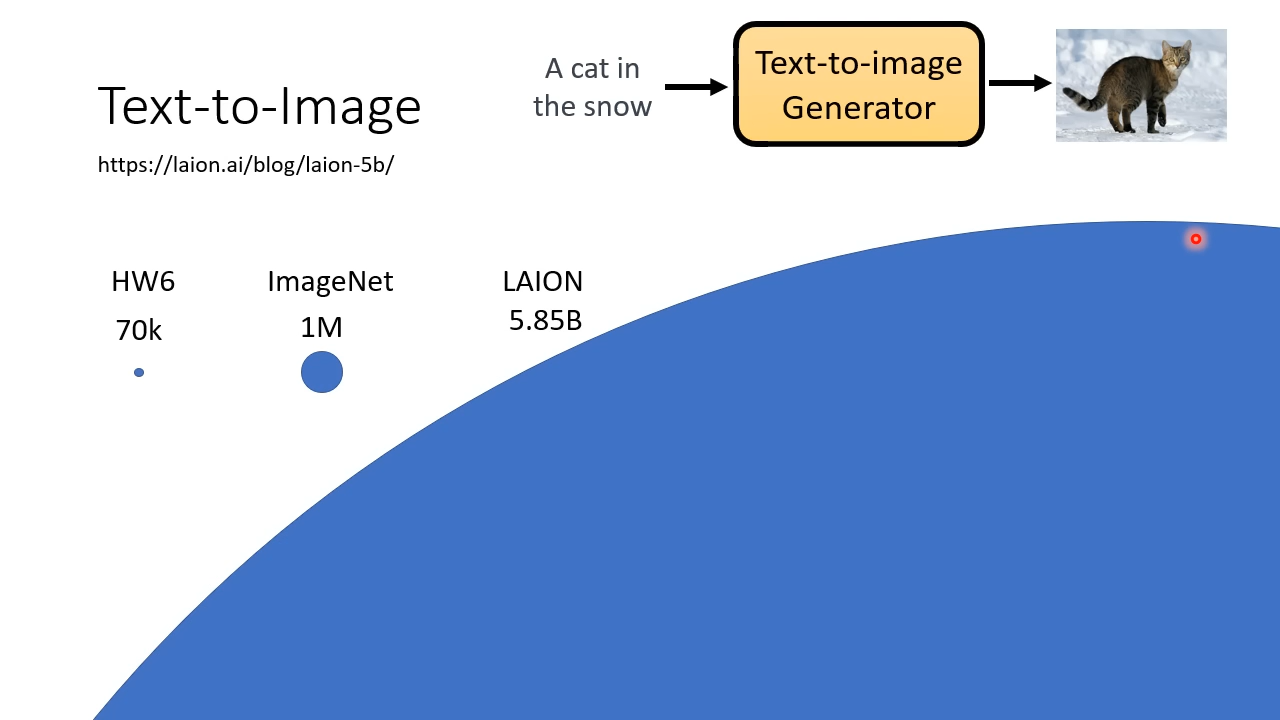 Text-to-Image
https://laion.ai/blog/laion-5b/
A cat in
the snow
Text-to-image
Generator
HW6
70k
ImageNet
1M
LAION
5.85B